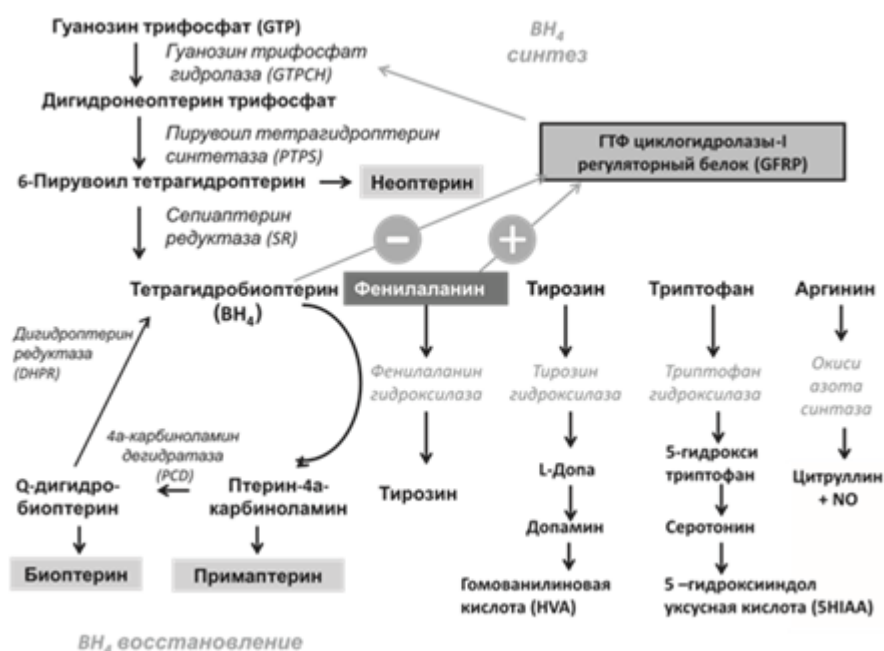 Гуанозин трифосфат (GTP)
Гуанозин трифосфат
гидролаза (GTPCH)
Дигидронеоптерин трифосфат
Пирувоил тетрагидроптерин
синтетаза (PTPS)
6-Пирувоил тетрагидроптерин
Неоптерин
Сепиаптерин
редуктаза (SR)
BH4
синтез
ГТФ циклогидролазы-I
регуляторный белок (GFRP)
−
+
Тетрагидробиоптерин
(BH4)
Фенилаланин
Тирозин
Триптофан
Аргинин
Дигидроптерин
редуктаза
(DHPR)
Фенилаланин
гидроксилаза
Тирозин
гидроксилаза
Триптофан
гидроксилаза
Окиси
азота
синтаза
4а-карбиноламин
дегидратаза
(PCD)
Q-дигидро-
биоптерин
Птерин-4а-
карбиноламин
Тирозин
L-Допа
5-гидрокси
триптофан
Цитруллин
+ NO
Допамин
Серотонин
Биоптерин
Примаптерин
Гомованилиновая
кислота (HVA)
5 –гидроксииндол
уксусная кислота (5HIAA)
BH4 восстановление